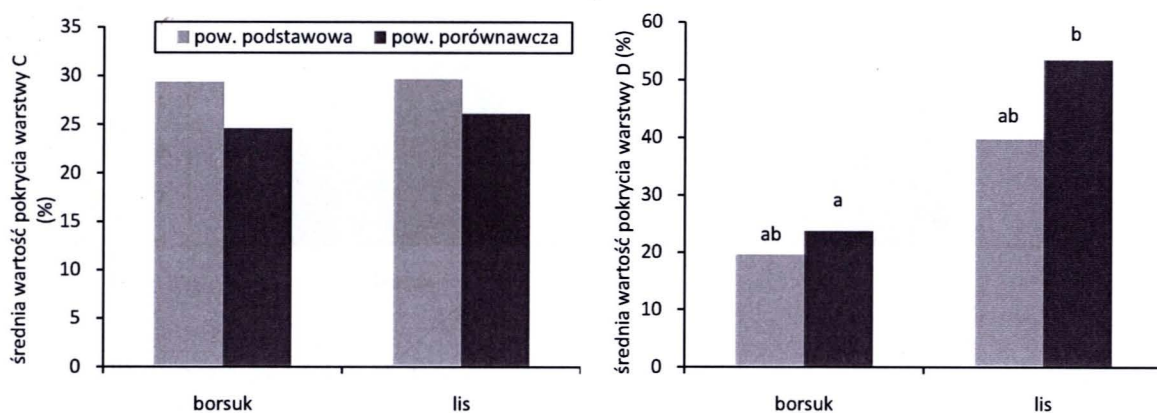 średnia wartość pokrycia warstwy C
(%)
35
30
25
20
15
10
5
0
pow. podstawowa
pow. porównawcza
borsuk
lis
średnia wartość pokrycia warstwy D (%)
60
50
40
30
20
10
0
ab
a
ab
b
borsuk
lis